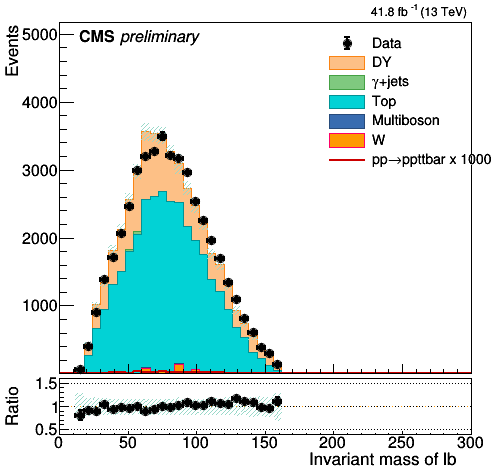 41.8 fb⁻¹ (13 TeV)
CMS preliminary
Events
5000
4000
3000
2000
1000
Data
DY
γ+jets
Top
Multiboson
W
pp→ppttbar x 1000
Ratio
1.5
1
0.5
0 50 100 150 200 250 300
Invariant mass of lb